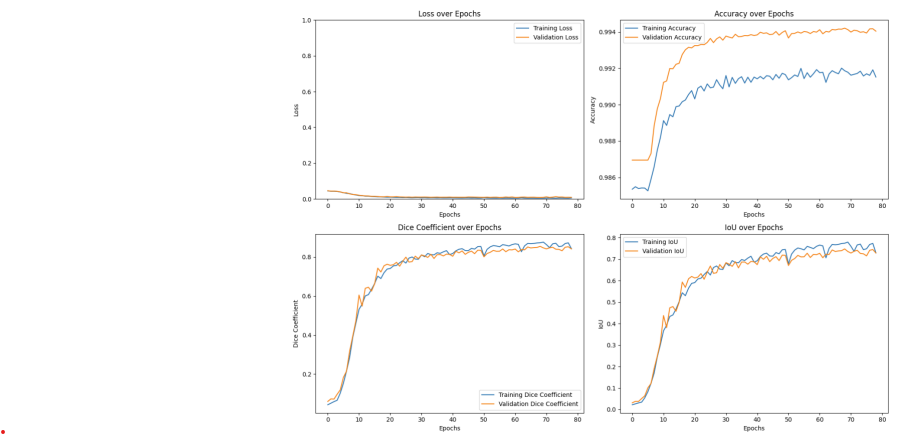 Loss over Epochs
Training Loss
Validation Loss
1.0
0.8
0.6
0.4
0.2
0.0
Loss
0 10 20 30 40 50 60 70 80
Epochs
Accuracy over Epochs
Training Accuracy
Validation Accuracy
0.994
0.992
0.990
0.988
0.986
Accuracy
0 10 20 30 40 50 60 70 80
Epochs
Dice Coefficient over Epochs
0.8
0.6
0.4
0.2
Dice Coefficient
Training Dice Coefficient
Validation Dice Coefficient
0 10 20 30 40 50 60 70 80
Epochs
IoU over Epochs
Training IoU
Validation IoU
0.8
0.7
0.6
0.5
0.4
0.3
0.2
0.1
0.0
IoU
0 10 20 30 40 50 60 70 80
Epochs